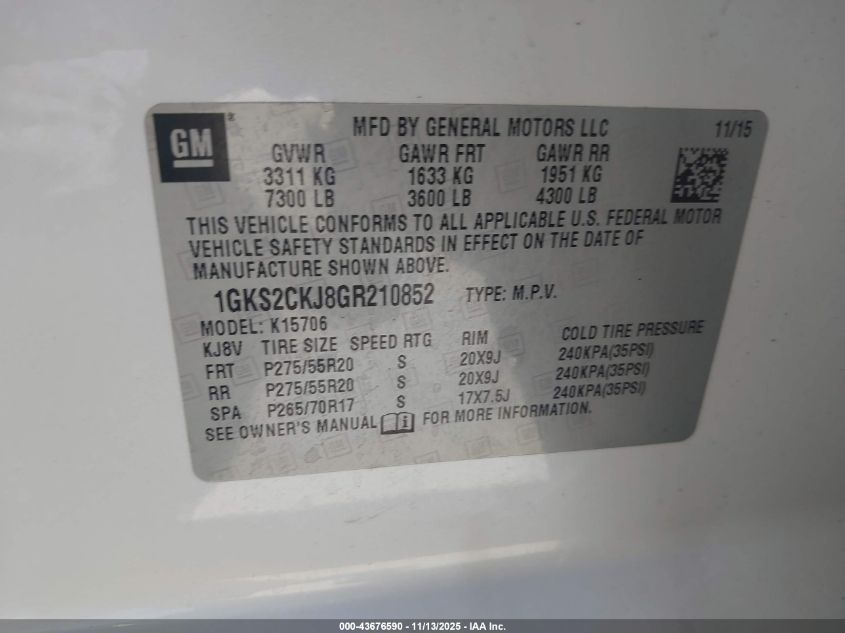 GM®
MFD BY GENERAL MOTORS LLC 11/15
GVWR GAWR FRT GAWR RR
3311 KG 1633 KG 1951 KG
7300 LB 3600 LB 4300 LB
THIS VEHICLE CONFORMS TO ALL APPLICABLE U.S. FEDERAL MOTOR
VEHICLE SAFETY STANDARDS IN EFFECT ON THE DATE OF
MANUFACTURE SHOWN ABOVE.
1GKS2CKJ8GR210852 TYPE: M.P.V.
MODEL: K15706
KJ8V TIRE SIZE SPEED RTG RIM COLD TIRE PRESSURE
FRT P275/55R20 S 20X9J 240KPA(35PSI)
RR P275/55R20 S 20X9J 240KPA(35PSI)
SPA P265/70R17 S 17X7.5J 240KPA(35PSI)
SEE OWNER'S MANUAL i FOR MORE INFORMATION.
000-43676590 - 11/13/2025 - IAA Inc.